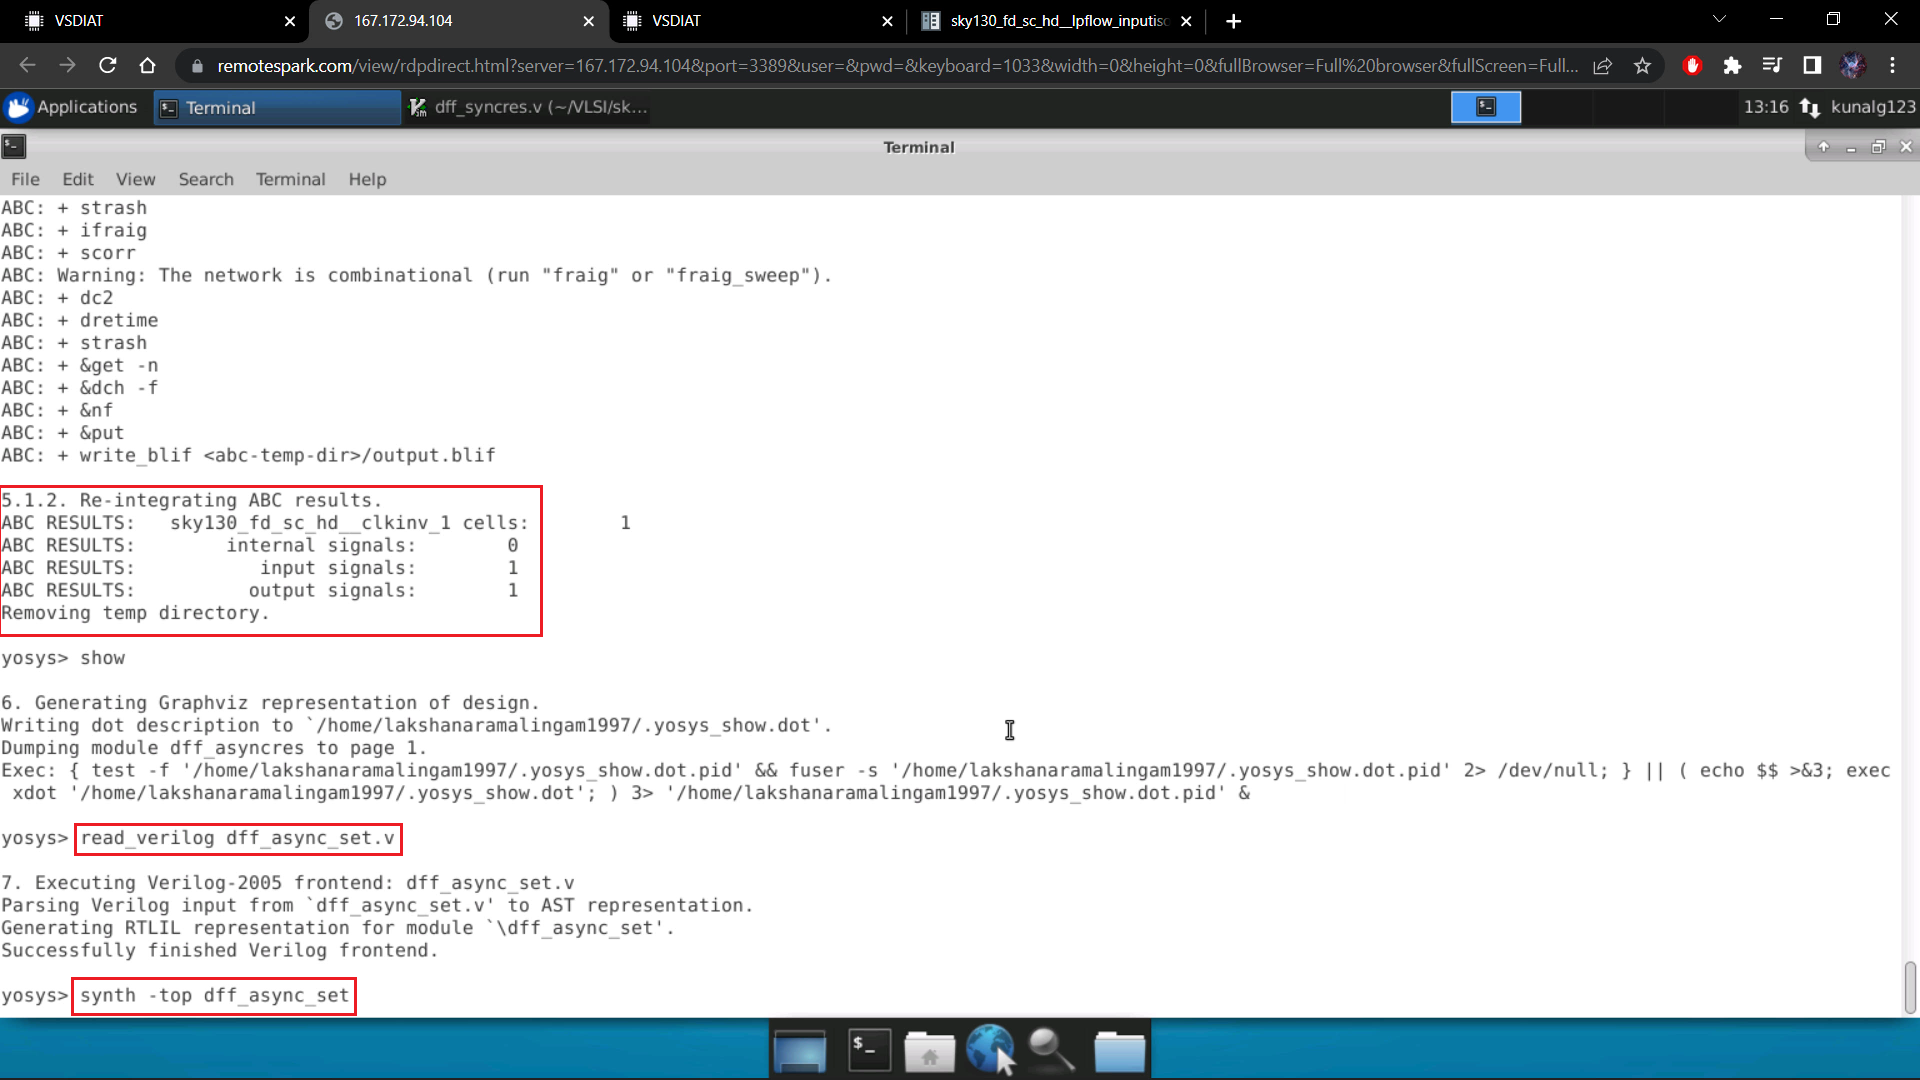 VSDIAT
167.172.94.104
VSDIAT
sky130_fd_sc_hd__lpflow_inputisc
remotespark.com/view/rdpdirect.html?server=167.172.94.104&port=3389&user=&pwd=&keyboard=1033&width=0&height=0&fullBrowser=Full%20browser&fullScreen=Full...
Applications
Terminal
dff_syncres.v (~/VLSI/sk...
13:16
kunalg123
Terminal
File Edit View Search Terminal Help
ABC: + strash
ABC: + ifraig
ABC: + scorr
ABC: Warning: The network is combinational (run "fraig" or "fraig_sweep").
ABC: + dc2
ABC: + dretime
ABC: + strash
ABC: + &get -n
ABC: + &dch -f
ABC: + &nf
ABC: + &put
ABC: + write_blif <abc-temp-dir>/output.blif
5.1.2. Re-integrating ABC results.
ABC RESULTS:   sky130_fd_sc_hd__clkinv_1 cells:        1
ABC RESULTS:        internal signals:        0
ABC RESULTS:           input signals:        1
ABC RESULTS:          output signals:        1
Removing temp directory.
yosys> show
6. Generating Graphviz representation of design.
Writing dot description to `/home/lakshanaramalingam1997/.yosys_show.dot'.
Dumping module dff_asyncres to page 1.
Exec: { test -f '/home/lakshanaramalingam1997/.yosys_show.dot.pid' && fuser -s '/home/lakshanaramalingam1997/.yosys_show.dot.pid' 2> /dev/null; } || ( echo $$ >&3; exec
xdot '/home/lakshanaramalingam1997/.yosys_show.dot'; ) 3> '/home/lakshanaramalingam1997/.yosys_show.dot.pid' &
yosys> read_verilog dff_async_set.v
7. Executing Verilog-2005 frontend: dff_async_set.v
Parsing Verilog input from `dff_async_set.v' to AST representation.
Generating RTLIL representation for module `\dff_async_set'.
Successfully finished Verilog frontend.
yosys> synth -top dff_async_set